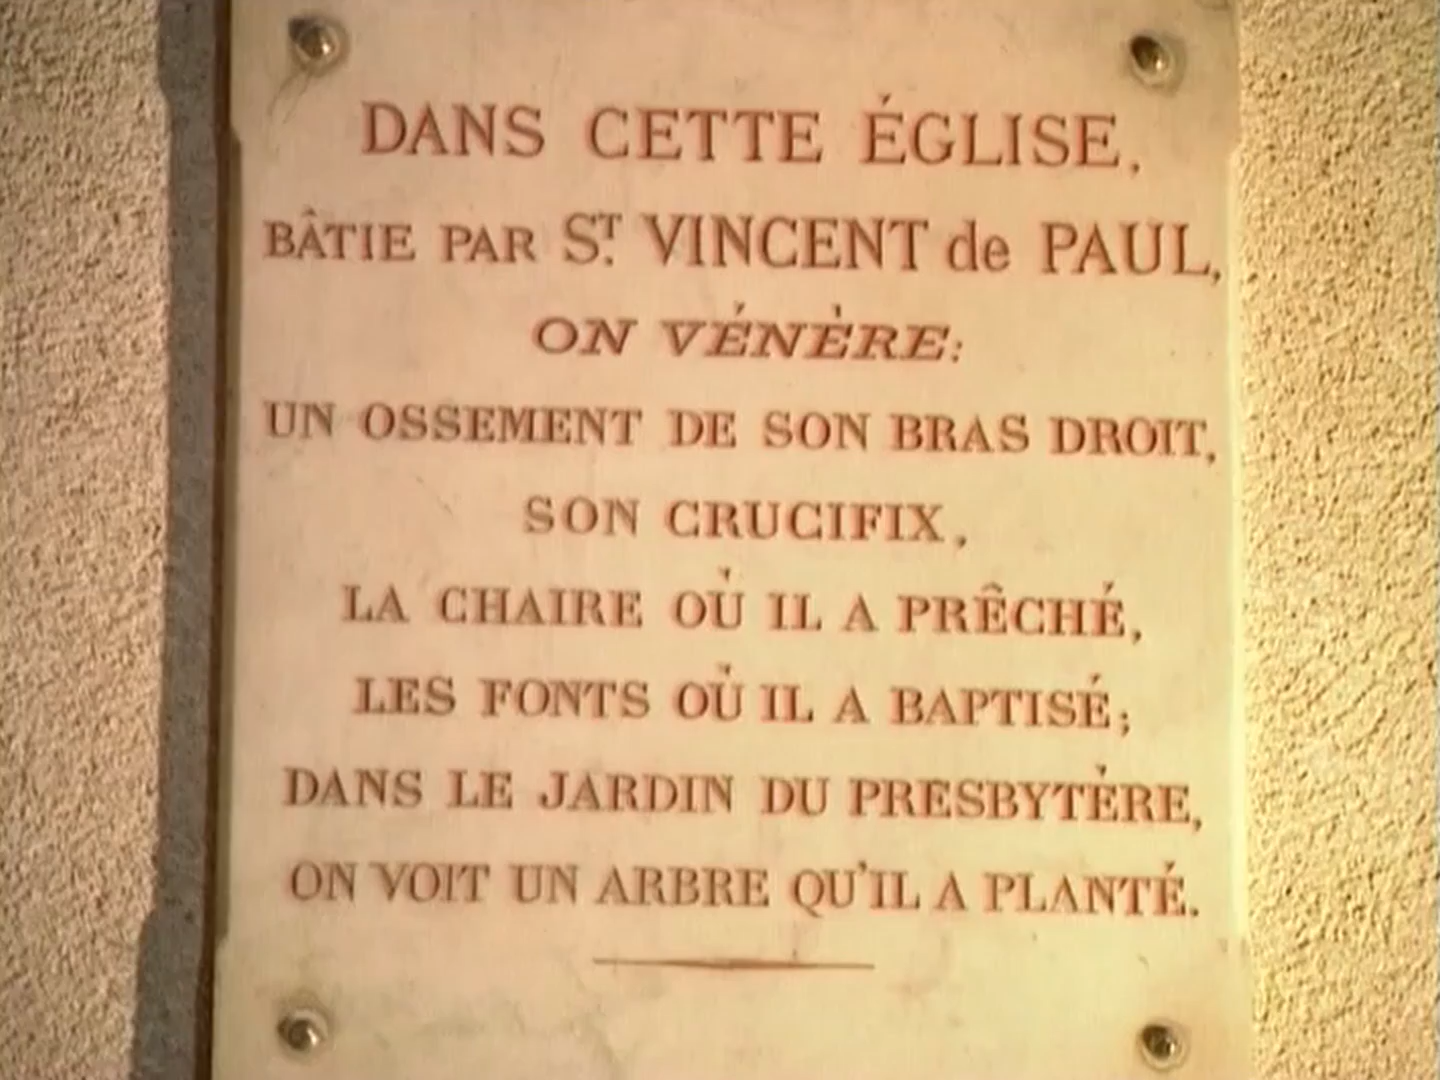 DANS CETTE ÉGLISE,
BÂTIE PAR ST. VINCENT de PAUL,
ON VÉNÈRE:
UN OSSEMENT DE SON BRAS DROIT,
SON CRUCIFIX,
LA CHAIRE OÙ IL A PRÊCHÉ,
LES FONTS OÙ IL A BAPTISÉ;
DANS LE JARDIN DU PRESBYTÈRE,
ON VOIT UN ARBRE QU'IL A PLANTÉ.